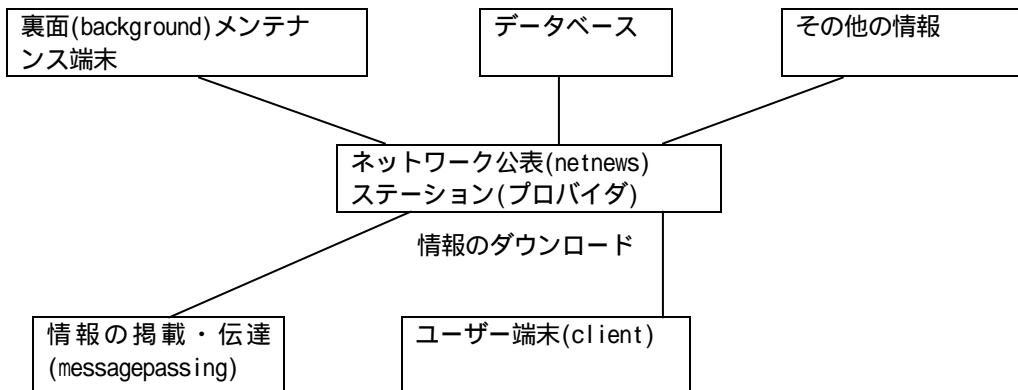 裏面(background)メンテナ
ンス端末
データベース
その他の情報
ネットワーク公表(netnews)
ステーション(プロバイダ)
情報のダウンロード
情報の掲載・伝達
(messagepassing)
ユーザー端末(client)